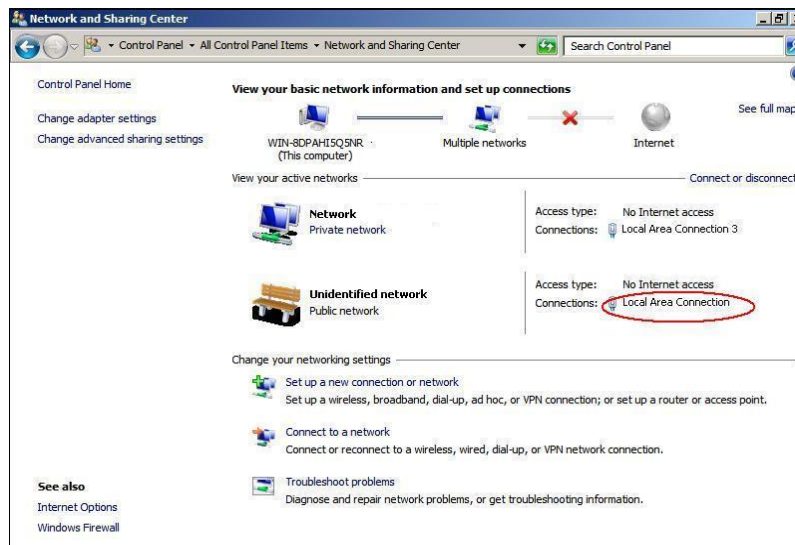 Network and Sharing Center
Control Panel All Control Panel Items Network and Sharing Center Search Control Panel
Control Panel Home
Change adapter settings
Change advanced sharing settings
View your basic network information and set up connections
See full map
WIN-8DPAHI5Q5NR
(This computer)
Multiple networks
Internet
View your active networks Connect or disconnect
Network
Private network
Access type: No Internet access
Connections: Local Area Connection 3
Unidentified network
Public network
Access type: No Internet access
Connections: Local Area Connection
Change your networking settings
Set up a new connection or network
Set up a wireless, broadband, dial-up, ad hoc, or VPN connection; or set up a router or access point.
Connect to a network
Connect or reconnect to a wireless, wired, dial-up, or VPN network connection.
Troubleshoot problems
Diagnose and repair network problems, or get troubleshooting information.
See also
Internet Options
Windows Firewall